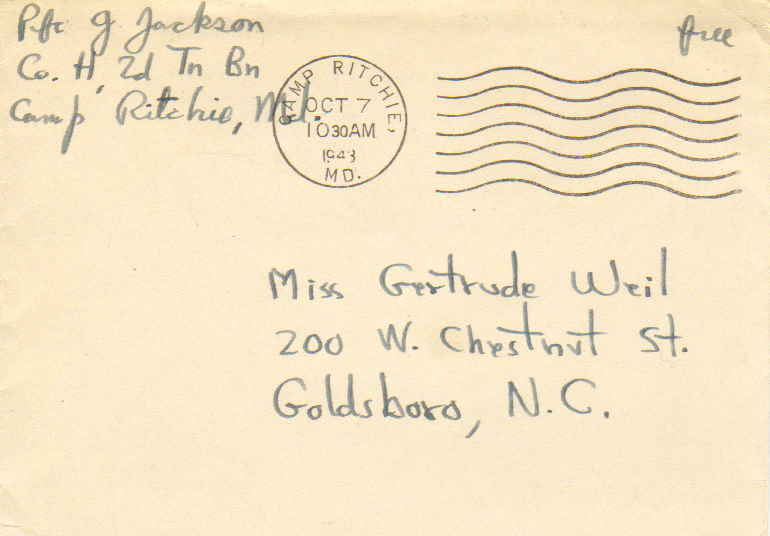 Pfc G Jackson
Co. H, 2d Tn Bn
Camp Ritchie, Md.
free
CAMP RITCHIE,
OCT 7
10 30 AM
1943
MD.
Miss Gertrude Weil
200 W. Chestnut St.
Goldsboro, N.C.